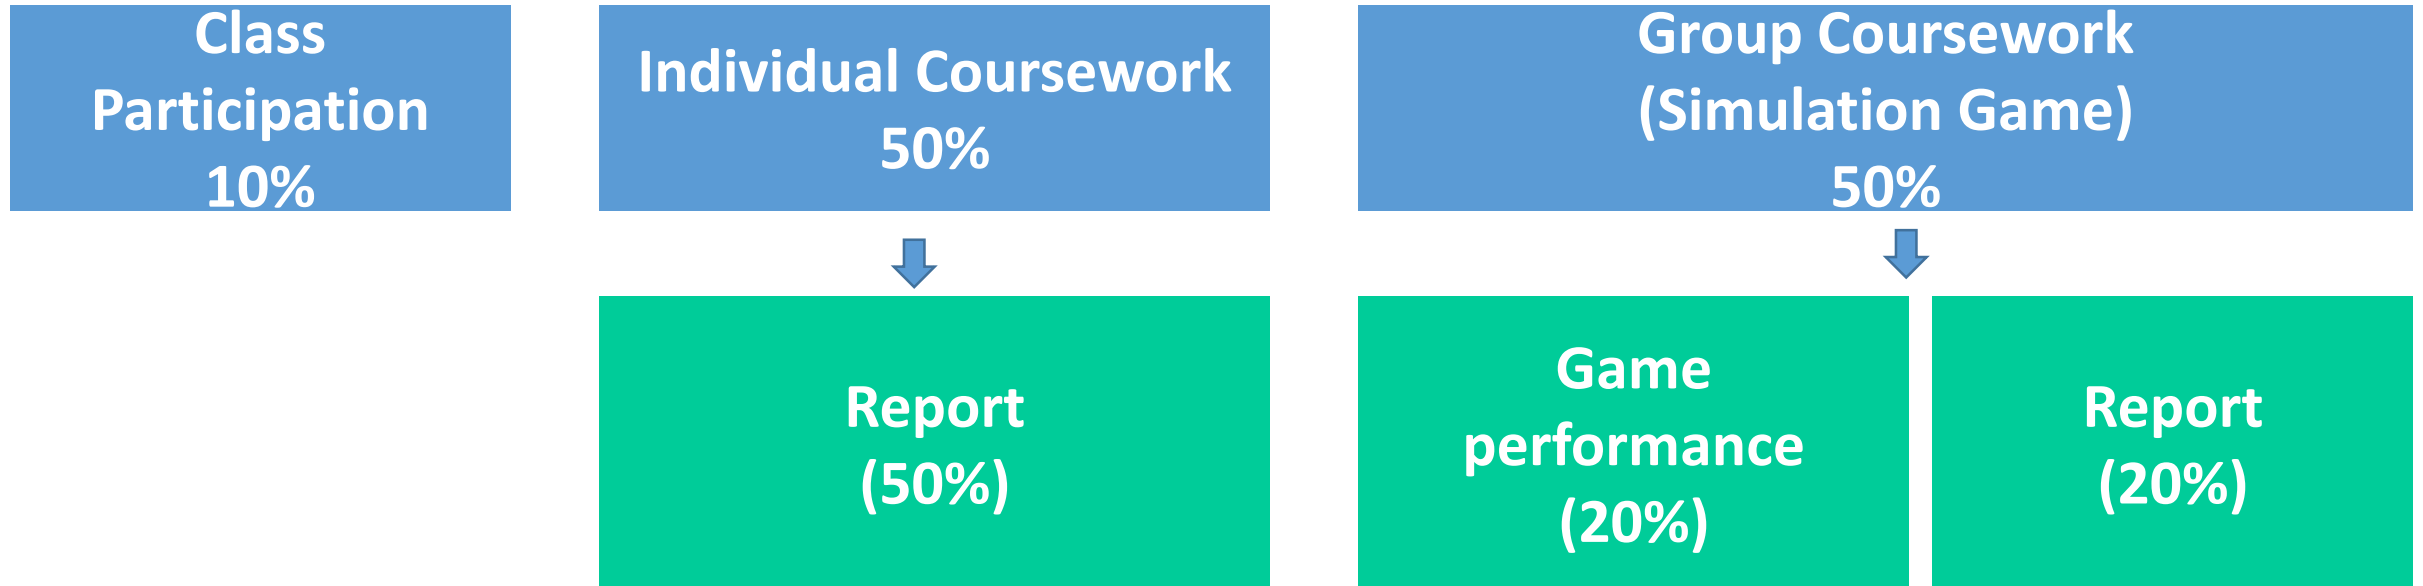 Class
Participation
10%
Individual Coursework
50%
Group Coursework
(Simulation Game)
50%
Report
(50%)
Game
performance
(20%)
Report
(20%)